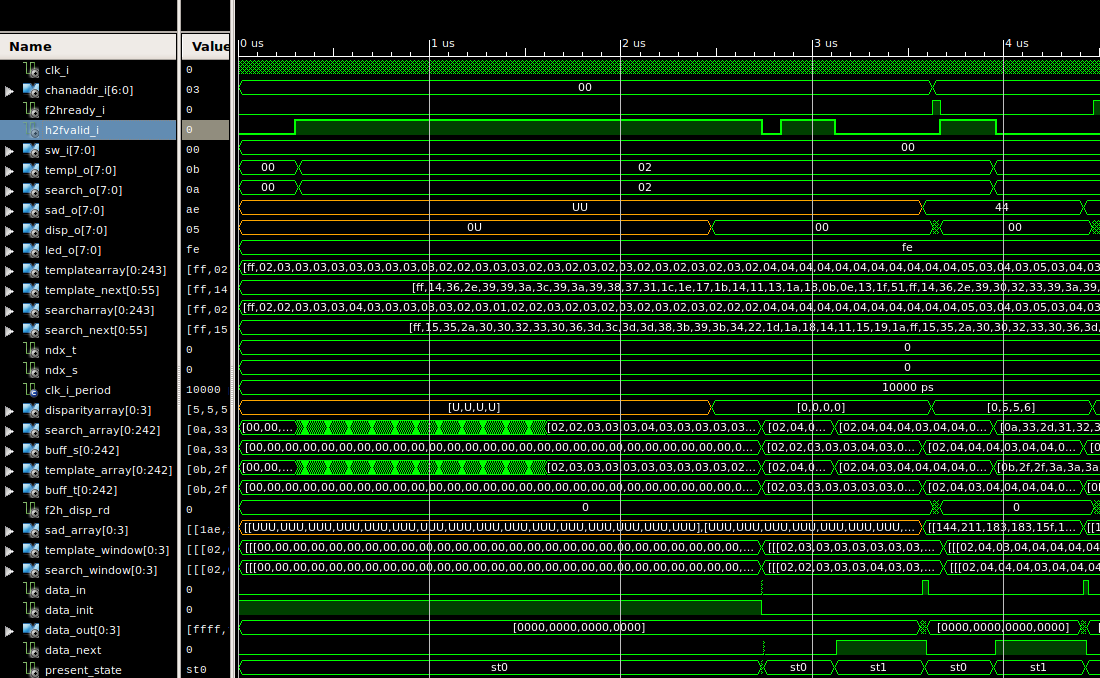 0 us 1 us 2 us 3 us 4 us
Name Value
clk_i 0
chanaddr_i[6:0] 03 00
f2hready_i 0
h2fvalid_i 0
sw_i[7:0] 00 00
templ_o[7:0] 0b 00 02
search_o[7:0] 0a 00 02
sad_o[7:0] ae UU 44
disp_o[7:0] 05 0U 00 00
led_o[7:0] fe fe
templatearray[0:243] [ff,02 [ff,02,03,03,03,03,03,03,03,03,02,02,03,02,03,02,03,02,03,02,03,02,04,04,04,04,04,04,04,04,04,04,05,03,04,03,05,03,04,03
template_next[0:55] [ff,14 [ff,14,36,2e,39,39,3a,3c,39,3a,39,38,37,31,1c,1e,17,1b,14,11,13,1a,18,0b,0e,13,1f,51,ff,14,36,2e,39,30,32,33,39,3a,39,
searcharray[0:243] [ff,02 [ff,02,02,03,03,03,04,03,03,03,03,02,03,01,02,02,03,02,03,02,03,02,04,04,04,04,04,04,04,04,04,04,05,03,04,03,05,03,04,03
search_next[0:55] [ff,15 [ff,15,35,2a,30,30,32,33,30,36,3d,3c,3d,3d,38,3b,39,3b,34,22,1d,1a,18,14,11,15,19,1a,ff,15,35,2a,30,30,32,33,30,36,3d,
ndx_t 0 0
ndx_s 0 0
clk_i_period 10000 10000 ps
disparityarray[0:3] [5,5,5 [U,U,U,U] [0,0,0,0] [0,5,5,6]
search_array[0:242] [0a,33 [00,00,... [02,02,03,03,03,04,03,03,03,03,03... [02,04,0... [02,04,04,04,03,04,04,0... [0a,33,2d,31,32,3
buff_s[0:242] [0a,33 [00,00,00,00,00,00,00,00,00,00,00,00,00,00,00,00,00,00,00,00,00,00,00,... [02,03,03,04,03,04,0... [02,04,04,04,03,04,04,0...
template_array[0:242] [0b,2f [00,00,... [02,03,03,03,03,03,03,03,03,02... [02,04,0... [02,04,03,04,04,04,04,0... [0b,2f,2f,3a,3a,3a
buff_t[0:242] [0b,2f [00,00,00,00,00,00,00,00,00,00,00,00,00,00,00,00,00,00,00,00,00,00,00,... [02,03,03,03,03,03,0... [02,04,03,04,04,04,04,0...
f2h_disp_rd 0 0 0
sad_array[0:3] [[1ae, [[UUU,UUU,UUU,UUU,UUU,UUU,UUU,UUU,UUU,UUU,UUU,UUU,UUU,UUU,UUU,UUU],[UUU,UUU,UUU,UUU,UUU,UUU,UUU,... [[144,211,183,183,15f,1... [[1
template_window[0:3] [[[02, [[[00,00,00,00,00,00,00,00,00,00,00,00,00,00,00,00,00,00,00,00,00,00,00,... [[[02,03,03,03,03,03,03,... [[[02,04,03,04,04,04,04,04
search_window[0:3] [[[02, [[[00,00,00,00,00,00,00,00,00,00,00,00,00,00,00,00,00,00,00,00,00,00,00,... [[[02,02,03,03,03,04,03,03,... [[[02,04,04,04,03,04,04,04
data_in 0
data_init 0
data_out[0:3] [ffff, [0000,0000,0000,0000] [0000,0000,0000,0000]
data_next 0
present_state st0 st0 st0 st1 st0 st1